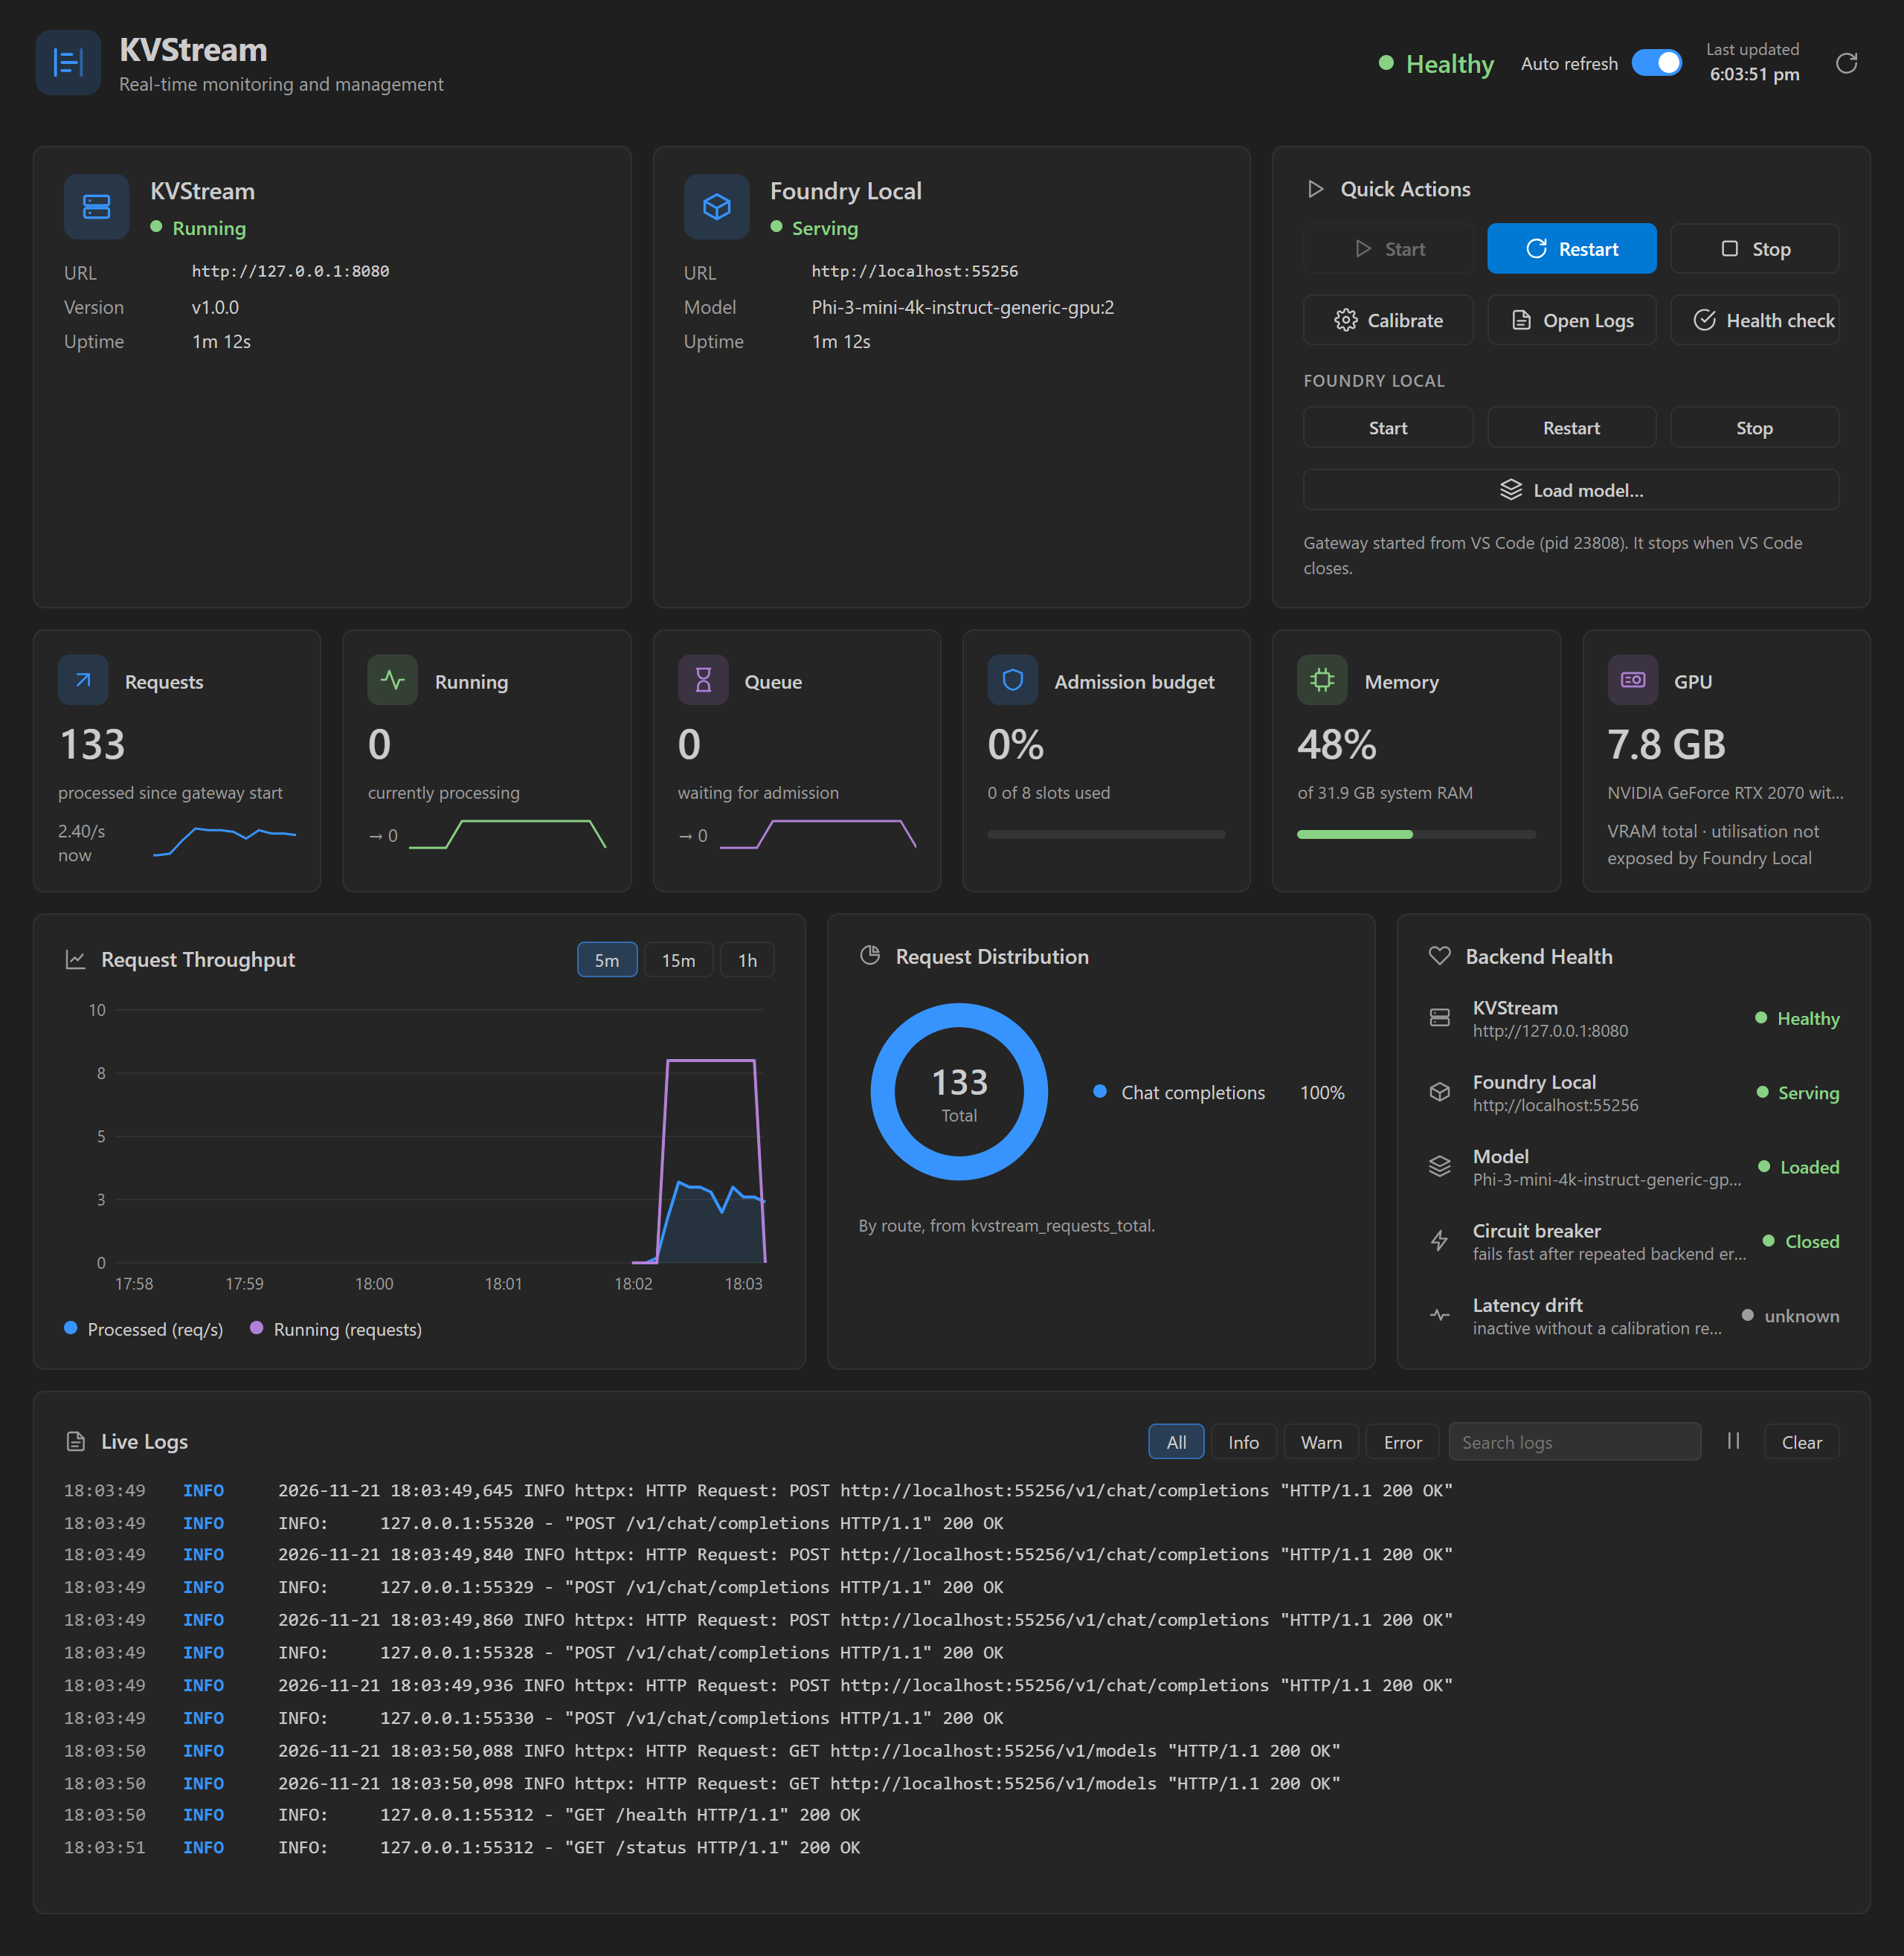 KVStream
Real-time monitoring and management
Healthy
Auto refresh
Last updated
6:03:51 pm
KVStream
Running
URL http://127.0.0.1:8080
Version v1.0.0
Uptime 1m 12s
Foundry Local
Serving
URL http://localhost:55256
Model Phi-3-mini-4k-instruct-generic-gpu:2
Uptime 1m 12s
Quick Actions
Start Restart Stop
Calibrate Open Logs Health check
FOUNDRY LOCAL
Start Restart Stop
Load model...
Gateway started from VS Code (pid 23808). It stops when VS Code
closes.
Requests
133
processed since gateway start
2.40/s
now
Running
0
currently processing
→ 0
Queue
0
waiting for admission
→ 0
Admission budget
0%
0 of 8 slots used
Memory
48%
of 31.9 GB system RAM
GPU
7.8 GB
NVIDIA GeForce RTX 2070 wit...
VRAM total · utilisation not
exposed by Foundry Local
Request Throughput
5m 15m 1h
10
8
5
3
0
17:58 17:59 18:00 18:01 18:02 18:03
Processed (req/s) Running (requests)
Request Distribution
133
Total
Chat completions 100%
By route, from kvstream_requests_total.
Backend Health
KVStream
http://127.0.0.1:8080
Healthy
Foundry Local
http://localhost:55256
Serving
Model
Phi-3-mini-4k-instruct-generic-gp...
Loaded
Circuit breaker
fails fast after repeated backend er...
Closed
Latency drift
inactive without a calibration re...
unknown
Live Logs
All Info Warn Error Search logs Clear
18:03:49 INFO 2026-11-21 18:03:49,645 INFO httpx: HTTP Request: POST http://localhost:55256/v1/chat/completions "HTTP/1.1 200 OK"
18:03:49 INFO INFO: 127.0.0.1:55320 - "POST /v1/chat/completions HTTP/1.1" 200 OK
18:03:49 INFO 2026-11-21 18:03:49,840 INFO httpx: HTTP Request: POST http://localhost:55256/v1/chat/completions "HTTP/1.1 200 OK"
18:03:49 INFO INFO: 127.0.0.1:55329 - "POST /v1/chat/completions HTTP/1.1" 200 OK
18:03:49 INFO 2026-11-21 18:03:49,860 INFO httpx: HTTP Request: POST http://localhost:55256/v1/chat/completions "HTTP/1.1 200 OK"
18:03:49 INFO INFO: 127.0.0.1:55328 - "POST /v1/chat/completions HTTP/1.1" 200 OK
18:03:49 INFO 2026-11-21 18:03:49,936 INFO httpx: HTTP Request: POST http://localhost:55256/v1/chat/completions "HTTP/1.1 200 OK"
18:03:49 INFO INFO: 127.0.0.1:55330 - "POST /v1/chat/completions HTTP/1.1" 200 OK
18:03:50 INFO 2026-11-21 18:03:50,088 INFO httpx: HTTP Request: GET http://localhost:55256/v1/models "HTTP/1.1 200 OK"
18:03:50 INFO 2026-11-21 18:03:50,098 INFO httpx: HTTP Request: GET http://localhost:55256/v1/models "HTTP/1.1 200 OK"
18:03:50 INFO INFO: 127.0.0.1:55312 - "GET /health HTTP/1.1" 200 OK
18:03:51 INFO INFO: 127.0.0.1:55312 - "GET /status HTTP/1.1" 200 OK